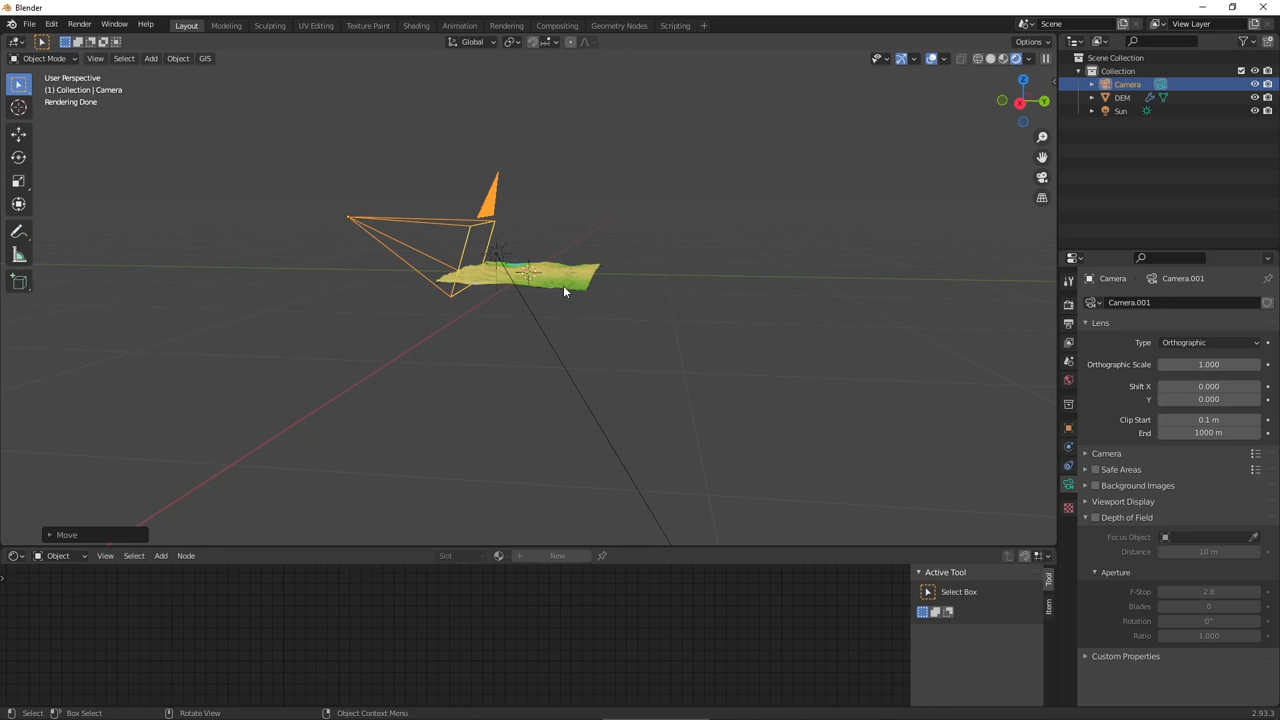 Blender
File Edit Render Window Help Layout Modeling Sculpting UV Editing Texture Paint Shading Animation Rendering Compositing Geometry Nodes Scripting + Scene View Layer
Global Options
Object Mode View Select Add Object GIS
User Perspective
(1) Collection | Camera
Rendering Done
Z
Y
X
Move
Scene Collection
Collection
Camera
DEM
Sun
Camera Camera.001
Camera.001
Lens
Type Orthographic
Orthographic Scale 1.000
Shift X 0.000
Y 0.000
Clip Start 0.1 m
End 1000 m
Camera
Safe Areas
Background Images
Viewport Display
Depth of Field
Focus Object
Distance 10 m
Aperture
F-Stop 2.8
Blades 0
Rotation 0°
Ratio 1.000
Custom Properties
Object View Select Add Node Slot New
Active Tool
Select Box
Tool
Item
Select Box Select Rotate View Object Context Menu 2.93.3